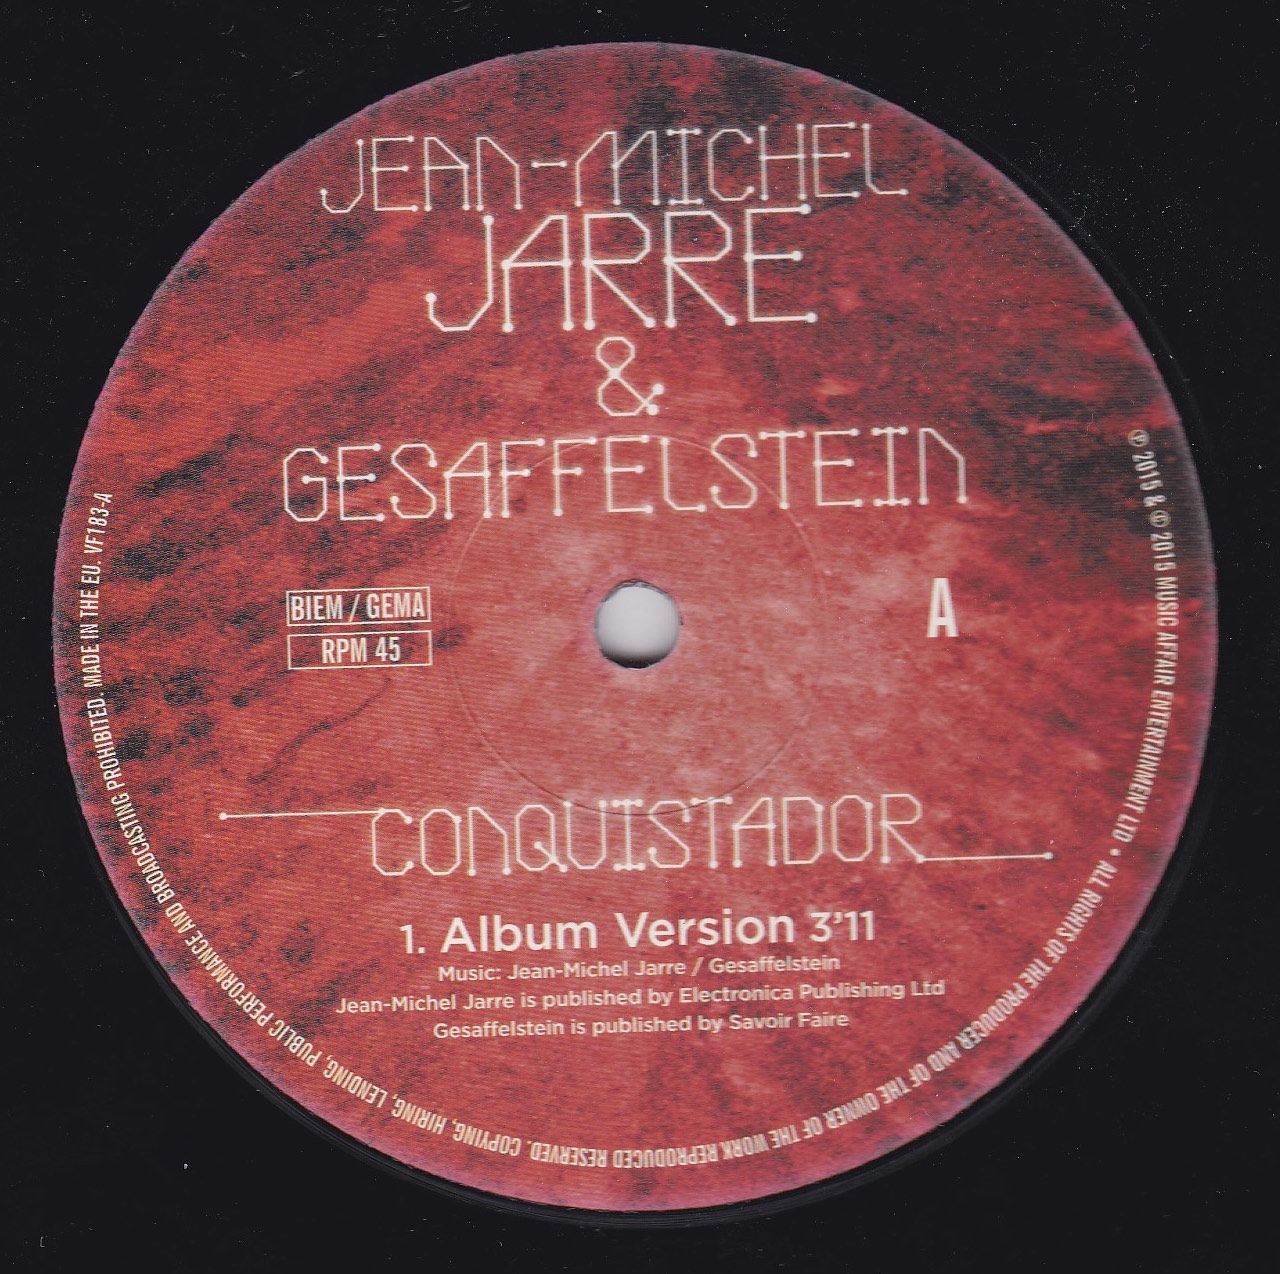 JEAN-MICHEL
JARRE
&
GESAFFELSTEIN
BIEM / GEMA
RPM 45
A
CONQUISTADOR
1. Album Version 3'11
Music: Jean-Michel Jarre / Gesaffelstein
Jean-Michel Jarre is published by Electronica Publishing Ltd
Gesaffelstein is published by Savoir Faire
℗ 2015 & © 2015 MUSIC AFFAIR ENTERTAINMENT LTD • ALL RIGHTS OF THE PRODUCER AND OF THE OWNER OF THE WORK REPRODUCED RESERVED. COPYING, HIRING, LENDING, PUBLIC PERFORMANCE AND BROADCASTING PROHIBITED. MADE IN THE EU. VF183-A